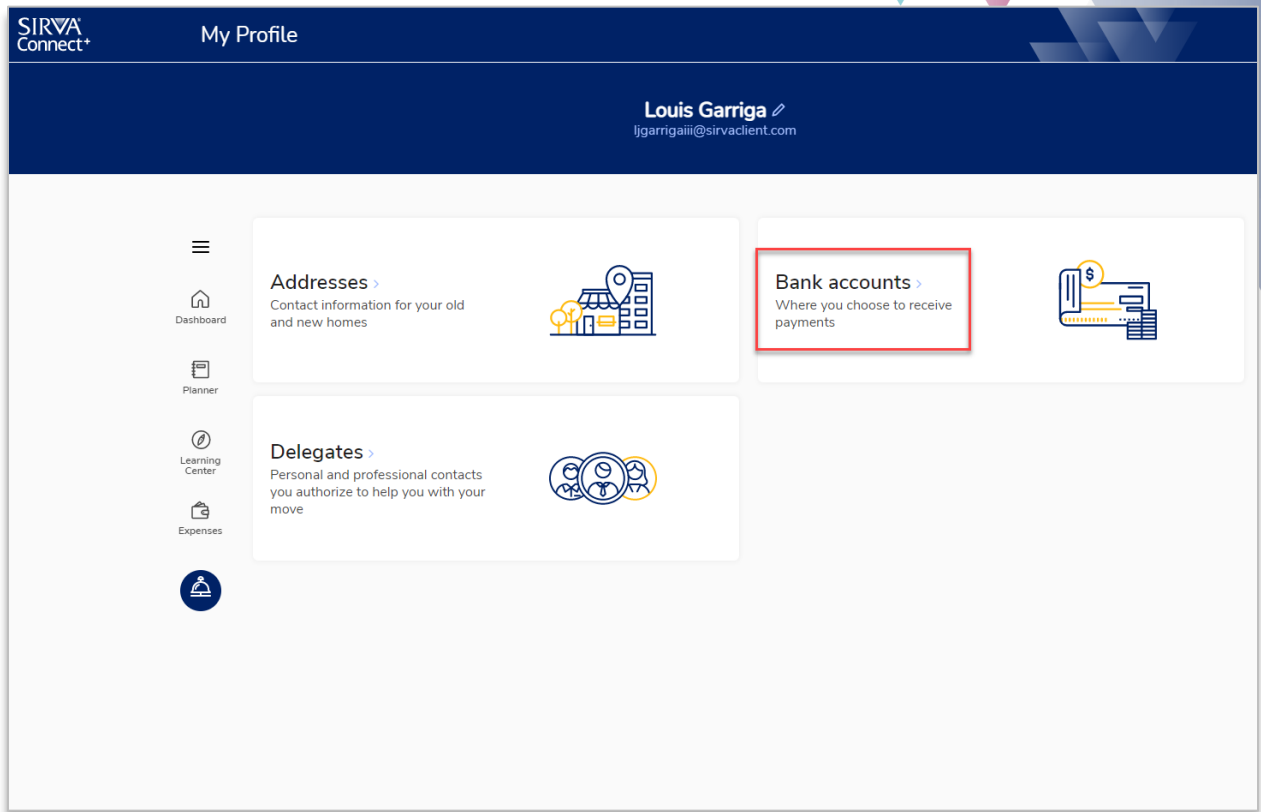 SIRVA
Connect+
My Profile
Louis Garriga
ljgarrigaiii@sirvaclient.com
Dashboard
Planner
Learning
Center
Expenses
Addresses >
Contact information for your old
and new homes
Bank accounts >
Where you choose to receive
payments
$
Delegates >
Personal and professional contacts
you authorize to help you with your
move